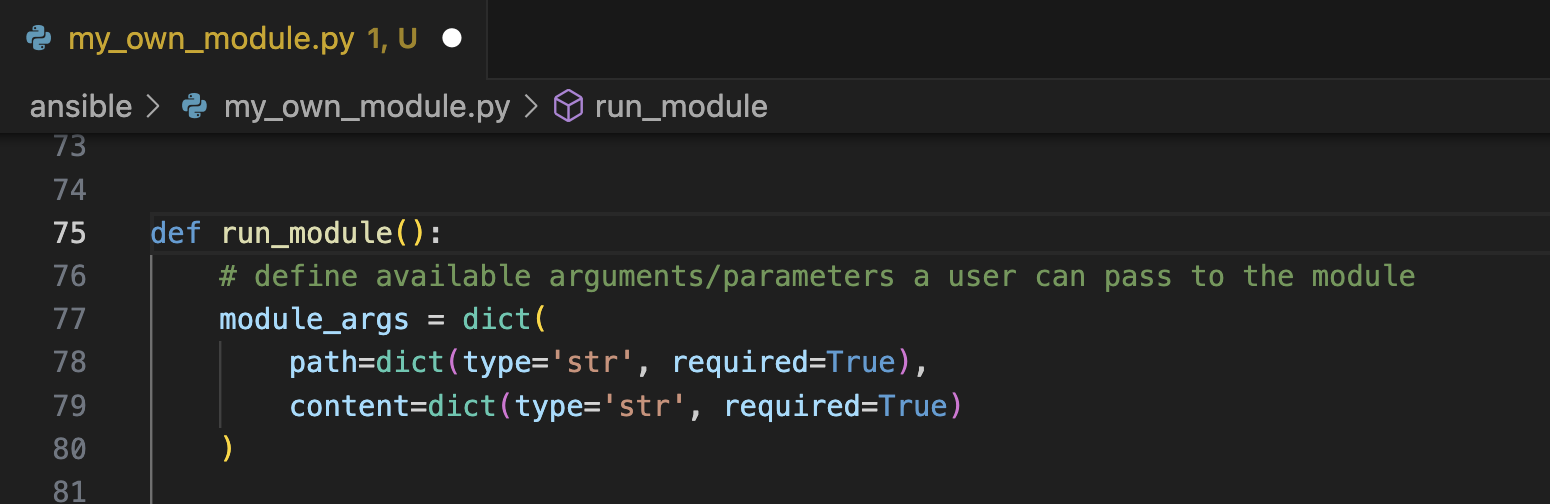 my_own_module.py 1, U
ansible > my_own_module.py > run_module
73
74
75 def run_module():
76     # define available arguments/parameters a user can pass to the module
77     module_args = dict(
78         path=dict(type='str', required=True),
79         content=dict(type='str', required=True)
80     )
81